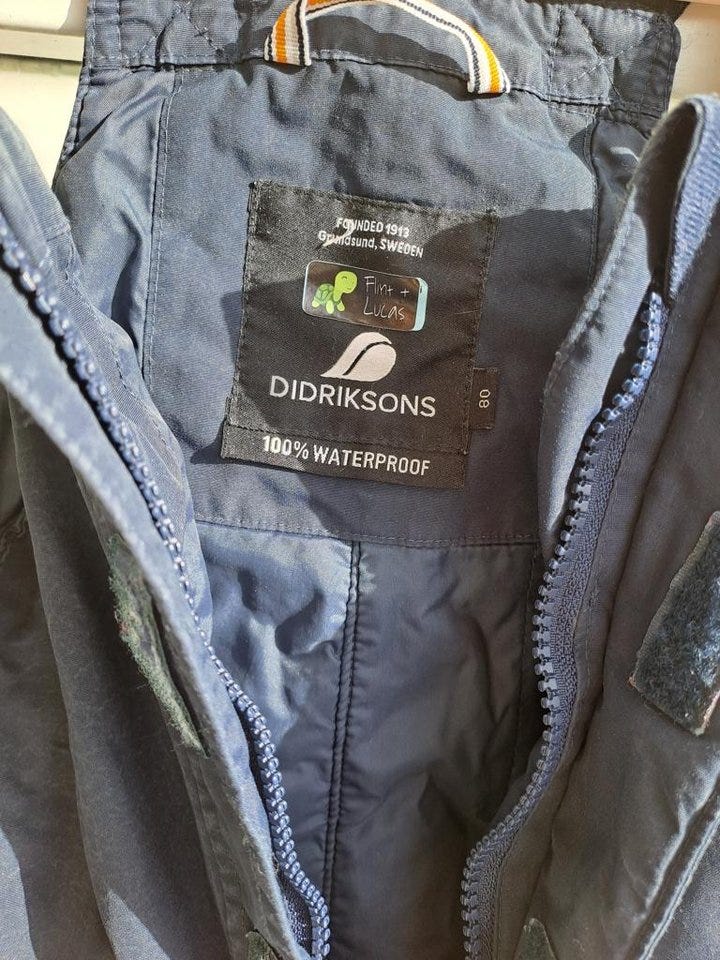 FOUNDED 1913
Grundsund, SWEDEN
Flint +
Lucas
DIDRIKSONS
80
100% WATERPROOF